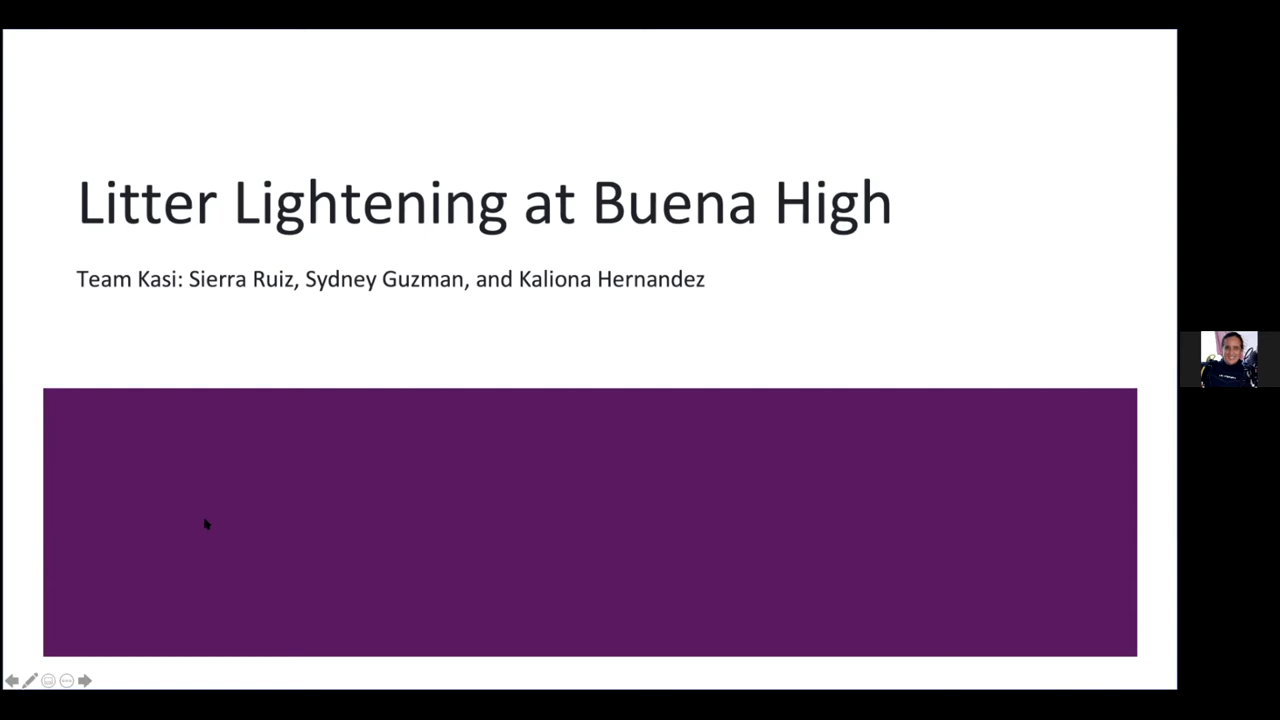 Litter Lightening at Buena High
Team Kasi: Sierra Ruiz, Sydney Guzman, and Kaliona Hernandez